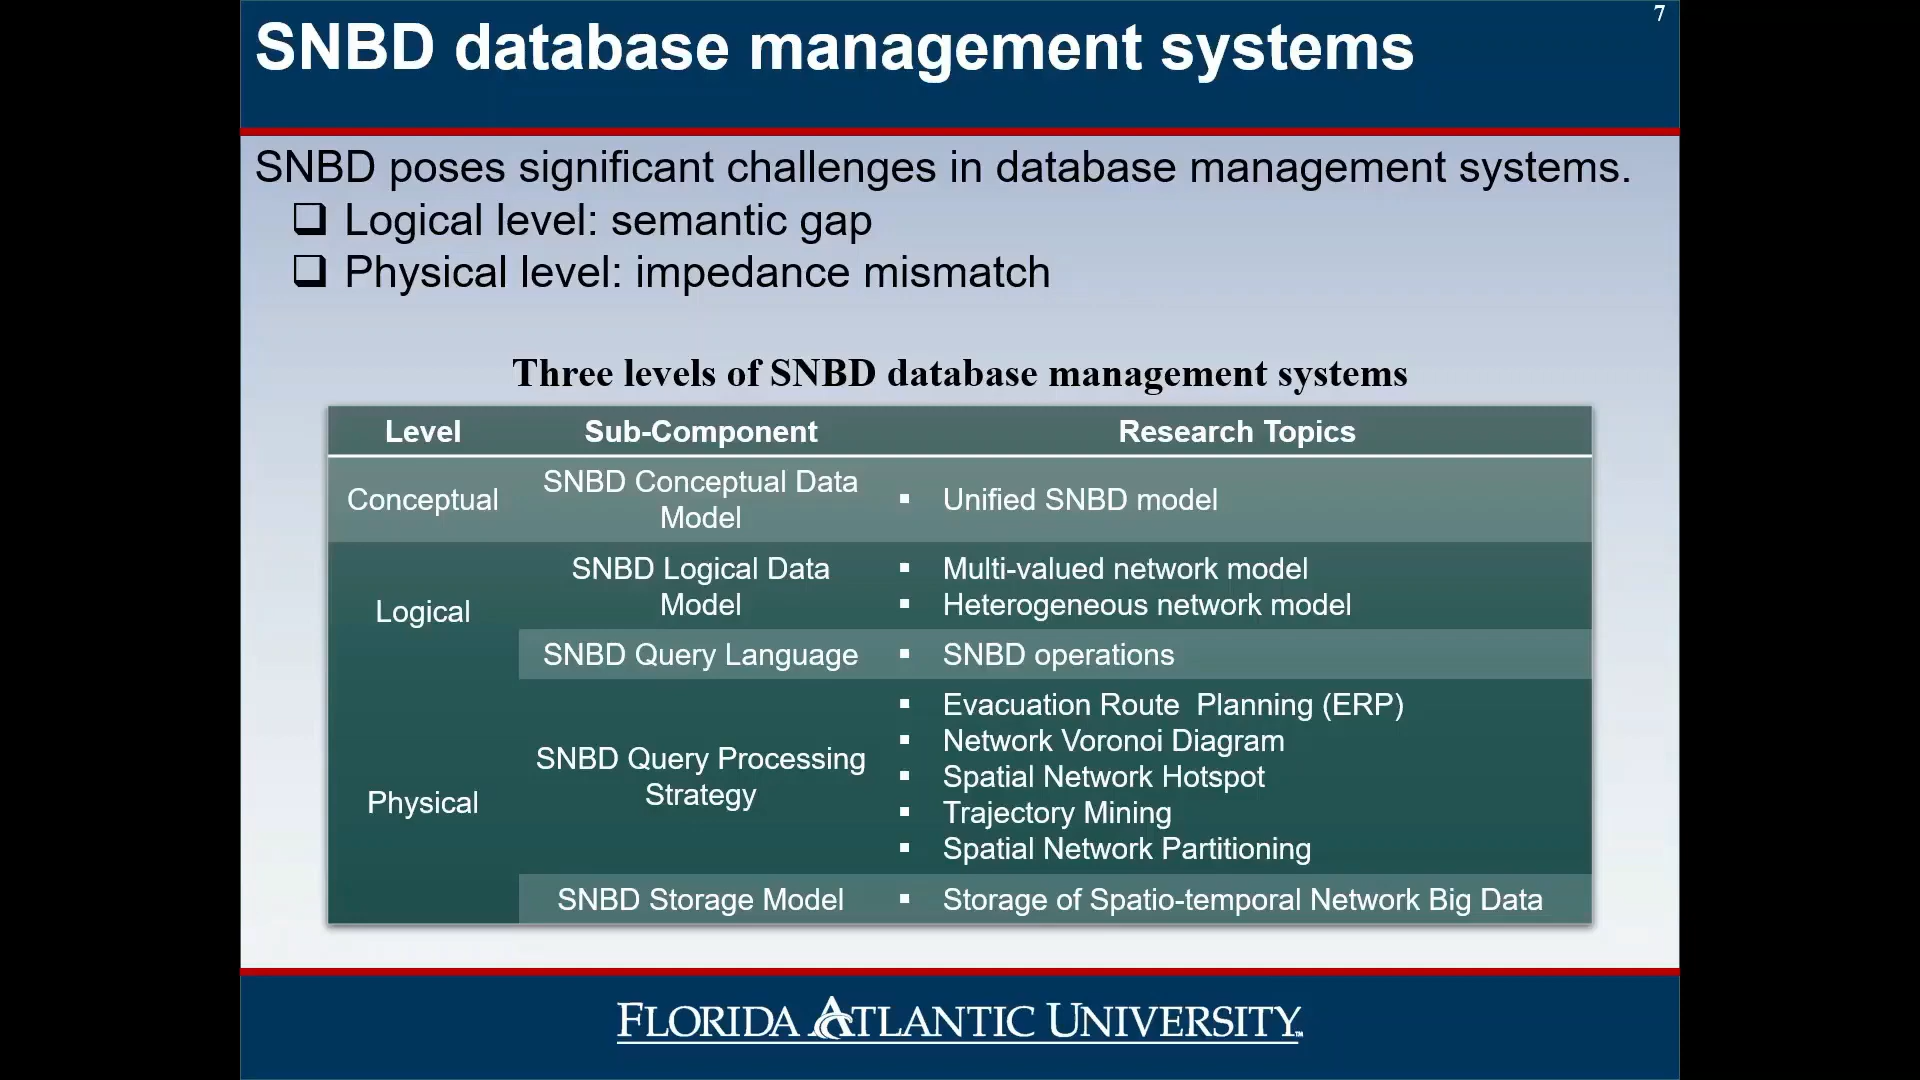 7
SNBD database management systems
SNBD poses significant challenges in database management systems.
❑ Logical level: semantic gap
❑ Physical level: impedance mismatch
Three levels of SNBD database management systems
Level Sub-Component Research Topics
Conceptual
SNBD Conceptual Data
Model
▪ Unified SNBD model
Logical
SNBD Logical Data
Model
▪ Multi-valued network model
▪ Heterogeneous network model
SNBD Query Language
▪ SNBD operations
Physical
SNBD Query Processing
Strategy
▪ Evacuation Route  Planning (ERP)
▪ Network Voronoi Diagram
▪ Spatial Network Hotspot
▪ Trajectory Mining
▪ Spatial Network Partitioning
SNBD Storage Model
▪ Storage of Spatio-temporal Network Big Data
FLORIDA ATLANTIC UNIVERSITY™